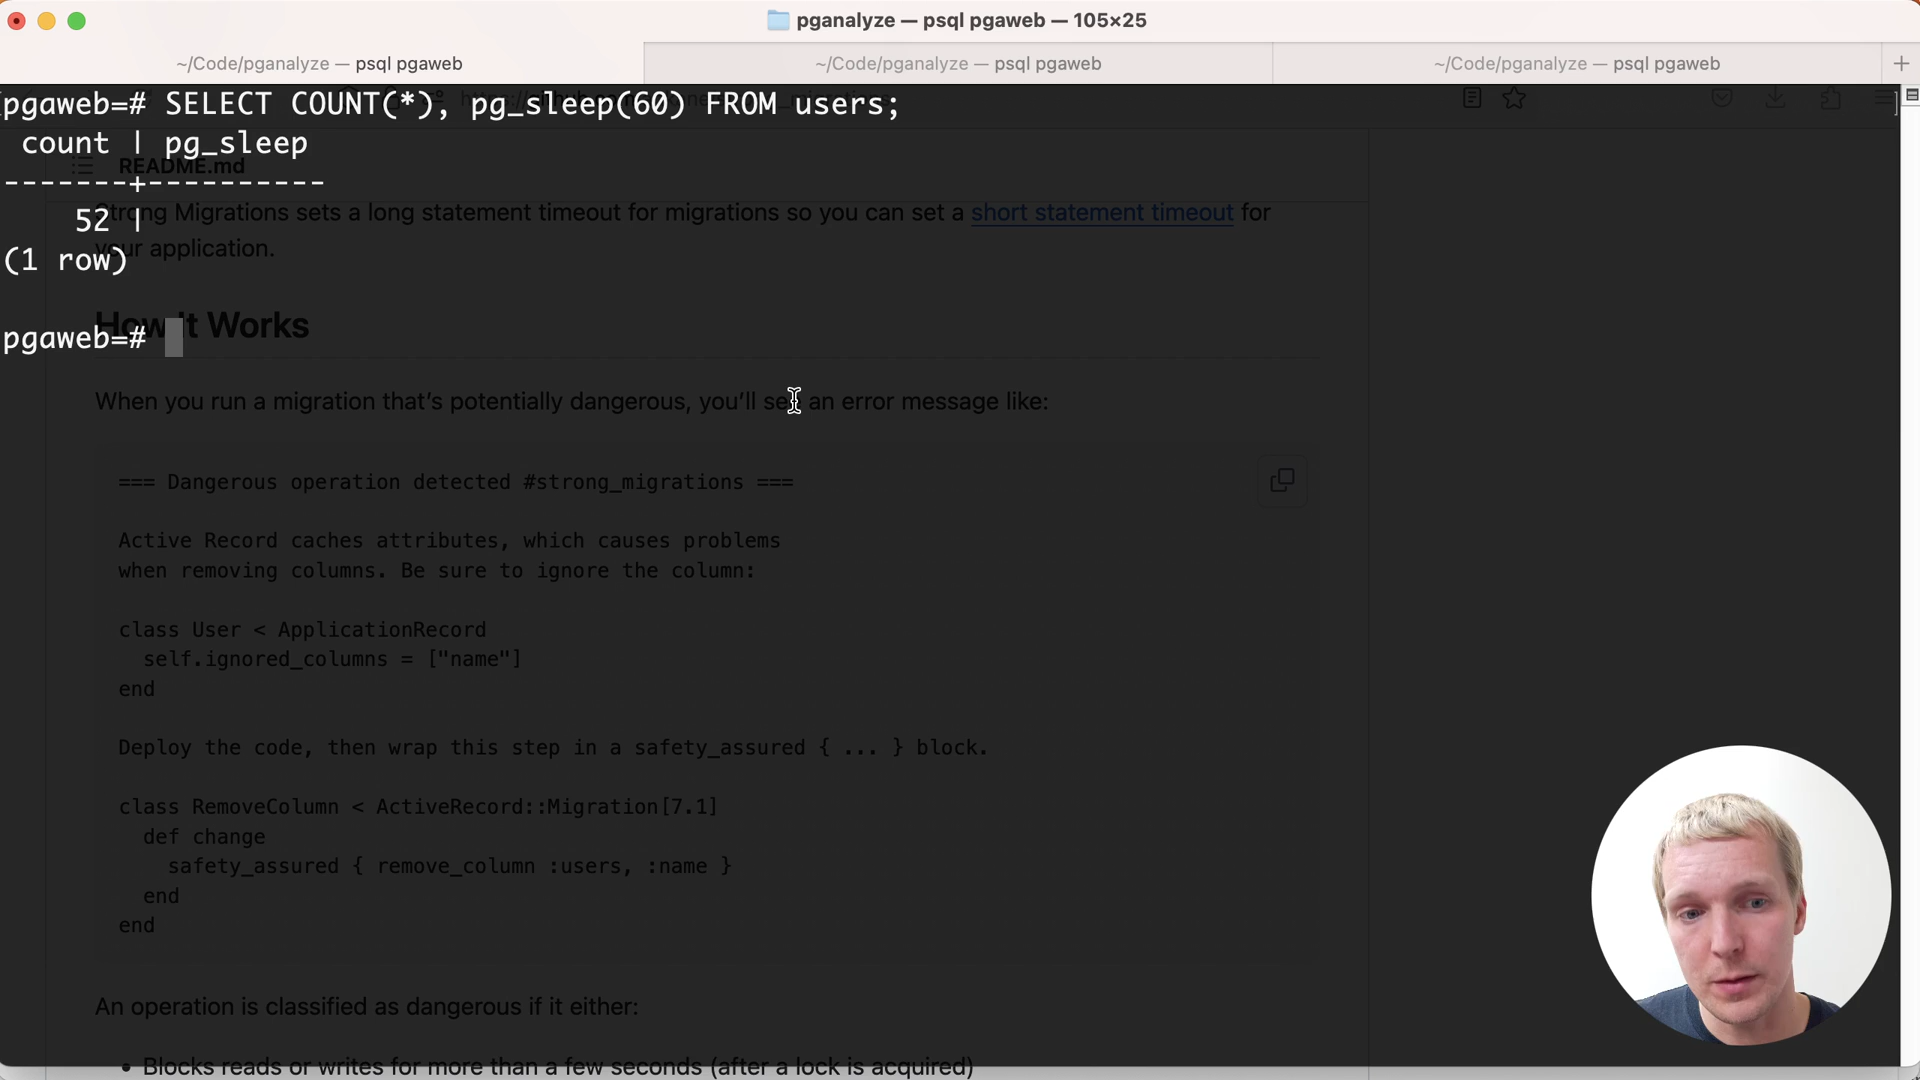 pganalyze — psql pgaweb — 105×25
~/Code/pganalyze — psql pgaweb
~/Code/pganalyze — psql pgaweb
~/Code/pganalyze — psql pgaweb
pgaweb=# SELECT COUNT(*), pg_sleep(60) FROM users;
count | pg_sleep
README.md
-------+----------
52 |
Strong Migrations sets a long statement timeout for migrations so you can set a short statement timeout for
your application.
(1 row)
How It Works
pgaweb=#
When you run a migration that's potentially dangerous, you'll see an error message like:
=== Dangerous operation detected #strong_migrations ===
Active Record caches attributes, which causes problems
when removing columns. Be sure to ignore the column:
class User < ApplicationRecord
self.ignored_columns = ["name"]
end
Deploy the code, then wrap this step in a safety_assured { ... } block.
class RemoveColumn < ActiveRecord::Migration[7.1]
def change
safety_assured { remove_column :users, :name }
end
end
An operation is classified as dangerous if it either:
• Blocks reads or writes for more than a few seconds (after a lock is acquired)